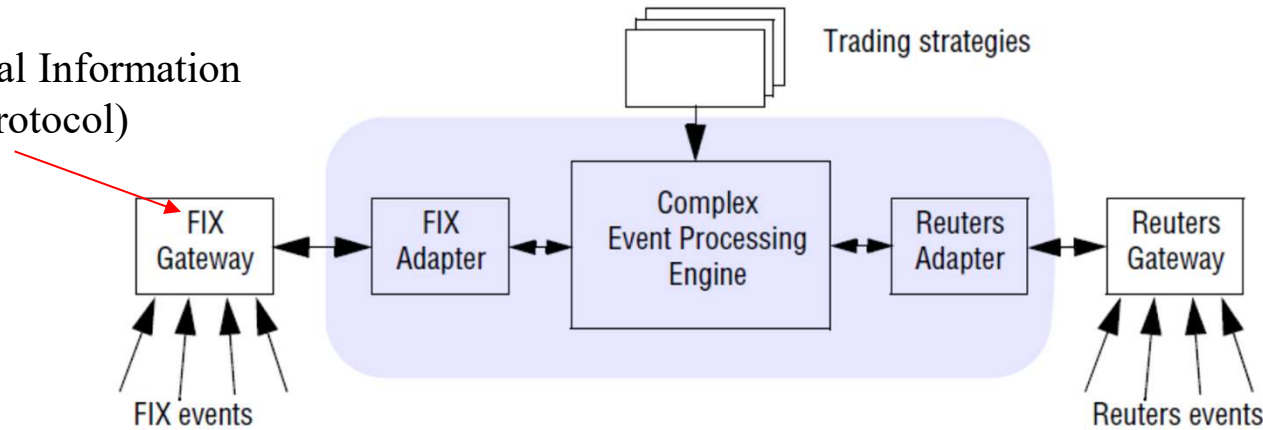 al Information
rotocol)
Trading strategies
FIX
Gateway
FIX
Adapter
Complex
Event Processing
Engine
Reuters
Adapter
Reuters
Gateway
FIX events
Reuters events